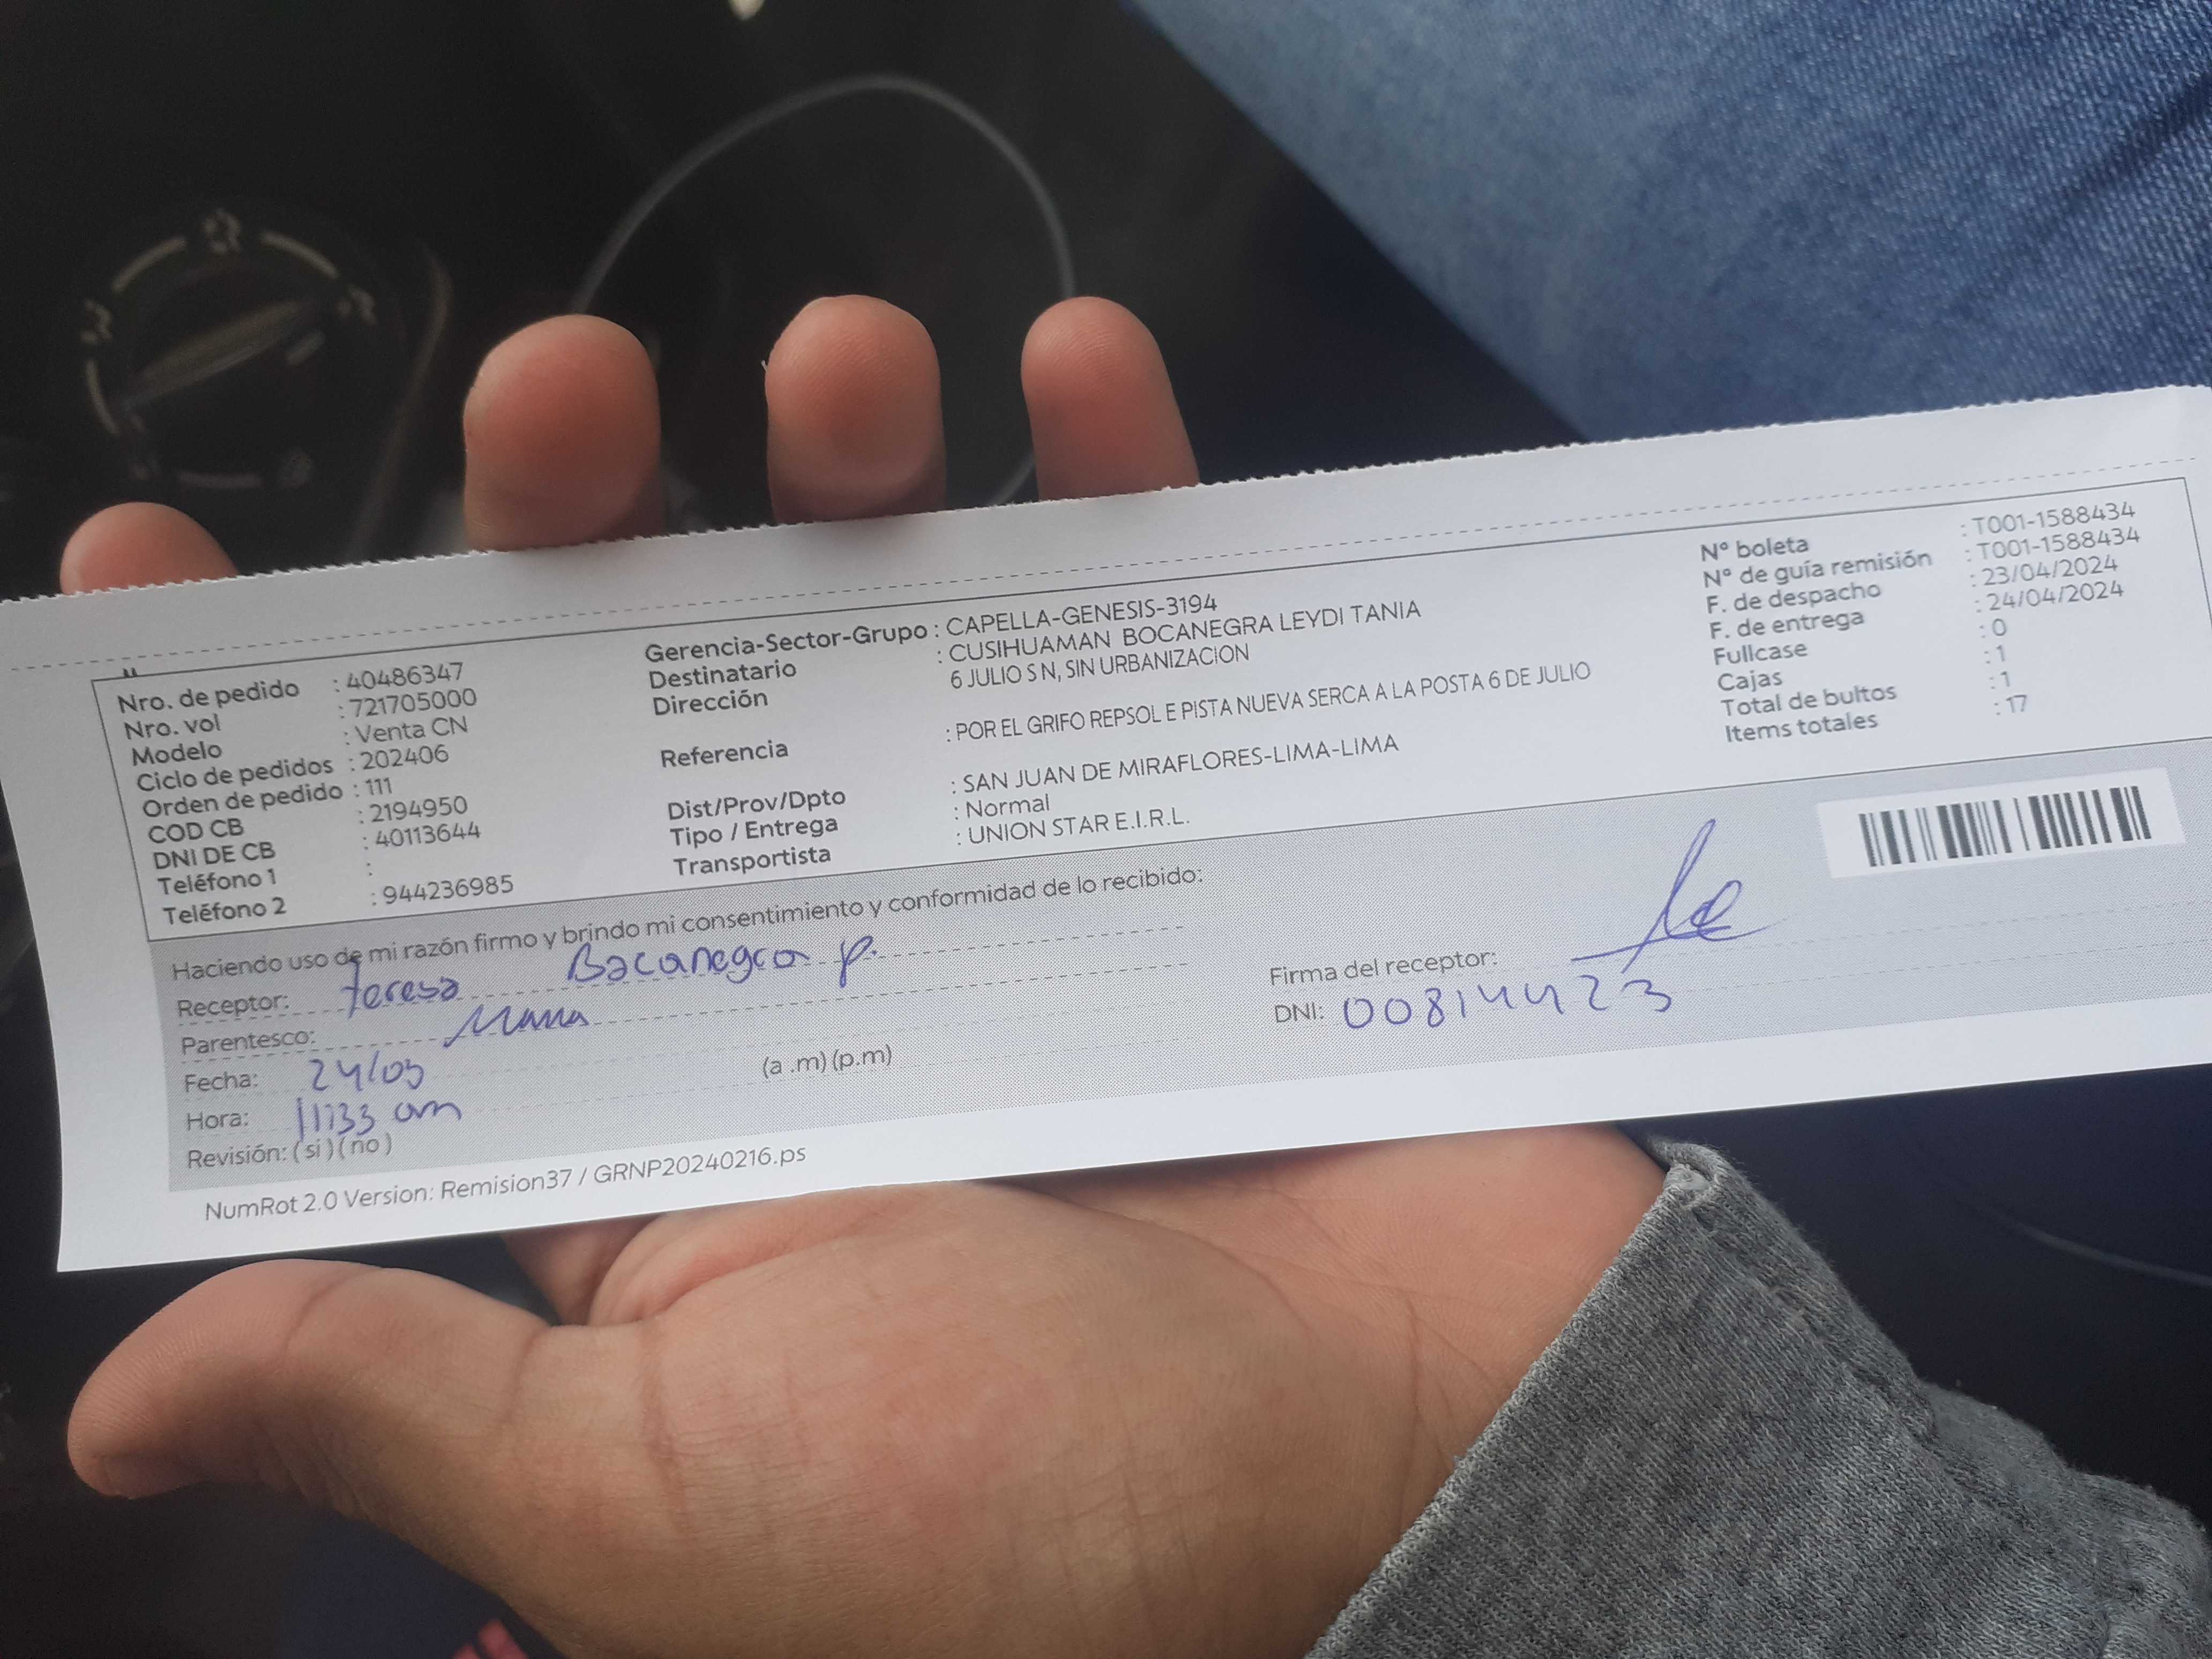 Nro. de pedido : 40486347
Nro. vol : 721705000
Modelo : Venta CN
Ciclo de pedidos : 202406
Orden de pedido : 111
COD CB : 2194950
DNI DE CB : 40113644
Teléfono 1 :
Teléfono 2 : 944236985
Gerencia-Sector-Grupo : CAPELLA-GENESIS-3194
Destinatario : CUSIHUAMAN BOCANEGRA LEYDI TANIA
Dirección 6 JULIO S N, SIN URBANIZACION
Referencia : POR EL GRIFO REPSOL E PISTA NUEVA SERCA A LA POSTA 6 DE JULIO
Dist/Prov/Dpto : SAN JUAN DE MIRAFLORES-LIMA-LIMA
Tipo / Entrega : Normal
Transportista : UNION STAR E.I.R.L.
N° boleta : T001-1588434
N° de guía remisión : T001-1588434
F. de despacho : 23/04/2024
F. de entrega : 24/04/2024
Fullcase : 0
Cajas : 1
Total de bultos : 1
Items totales : 17
Haciendo uso de mi razón firmo y brindo mi consentimiento y conformidad de lo recibido:
Receptor: Teresa Bocanegra P.
Parentesco: Mama
Fecha: 24/03
Hora: 11:33 am (a .m) (p.m)
Revisión: ( si ) ( no )
Firma del receptor:
DNI: 00814423
NumRot 2.0 Version: Remision37 / GRNP20240216.ps